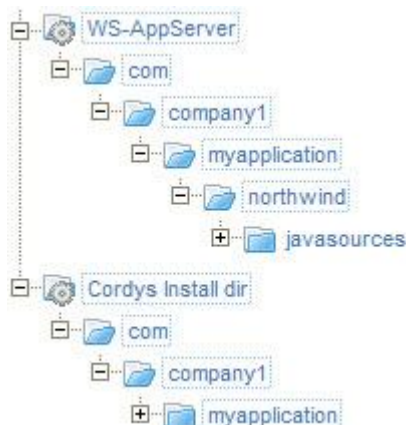 WS-AppServer
com
company1
myapplication
northwind
javasources
Cordys Install dir
com
company1
myapplication